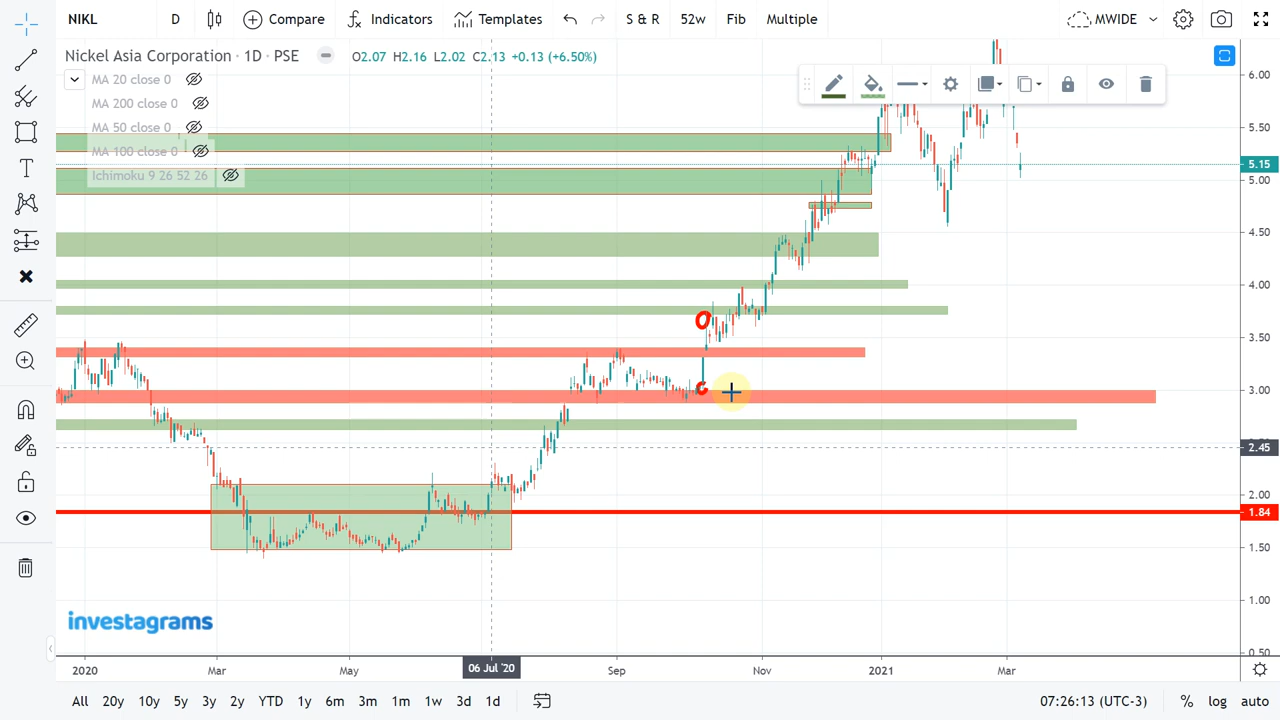 NIKL D Compare Indicators Templates S & R 52w Fib Multiple MWIDE
Nickel Asia Corporation · 1D · PSE O2.07 H2.16 L2.02 C2.13 +0.13 (+6.50%)
MA 20 close 0
MA 200 close 0
MA 50 close 0
MA 100 close 0
Ichimoku 9 26 52 26
6.00
5.50
5.15
5.00
4.50
4.00
3.50
3.00
2.45
2.00
1.84
1.50
1.00
0.50
investagrams
2020 Mar May 06 Jul '20 Sep Nov 2021 Mar
All 20y 10y 5y 3y 2y YTD 1y 6m 3m 1m 1w 3d 1d 07:26:13 (UTC-3) % log auto